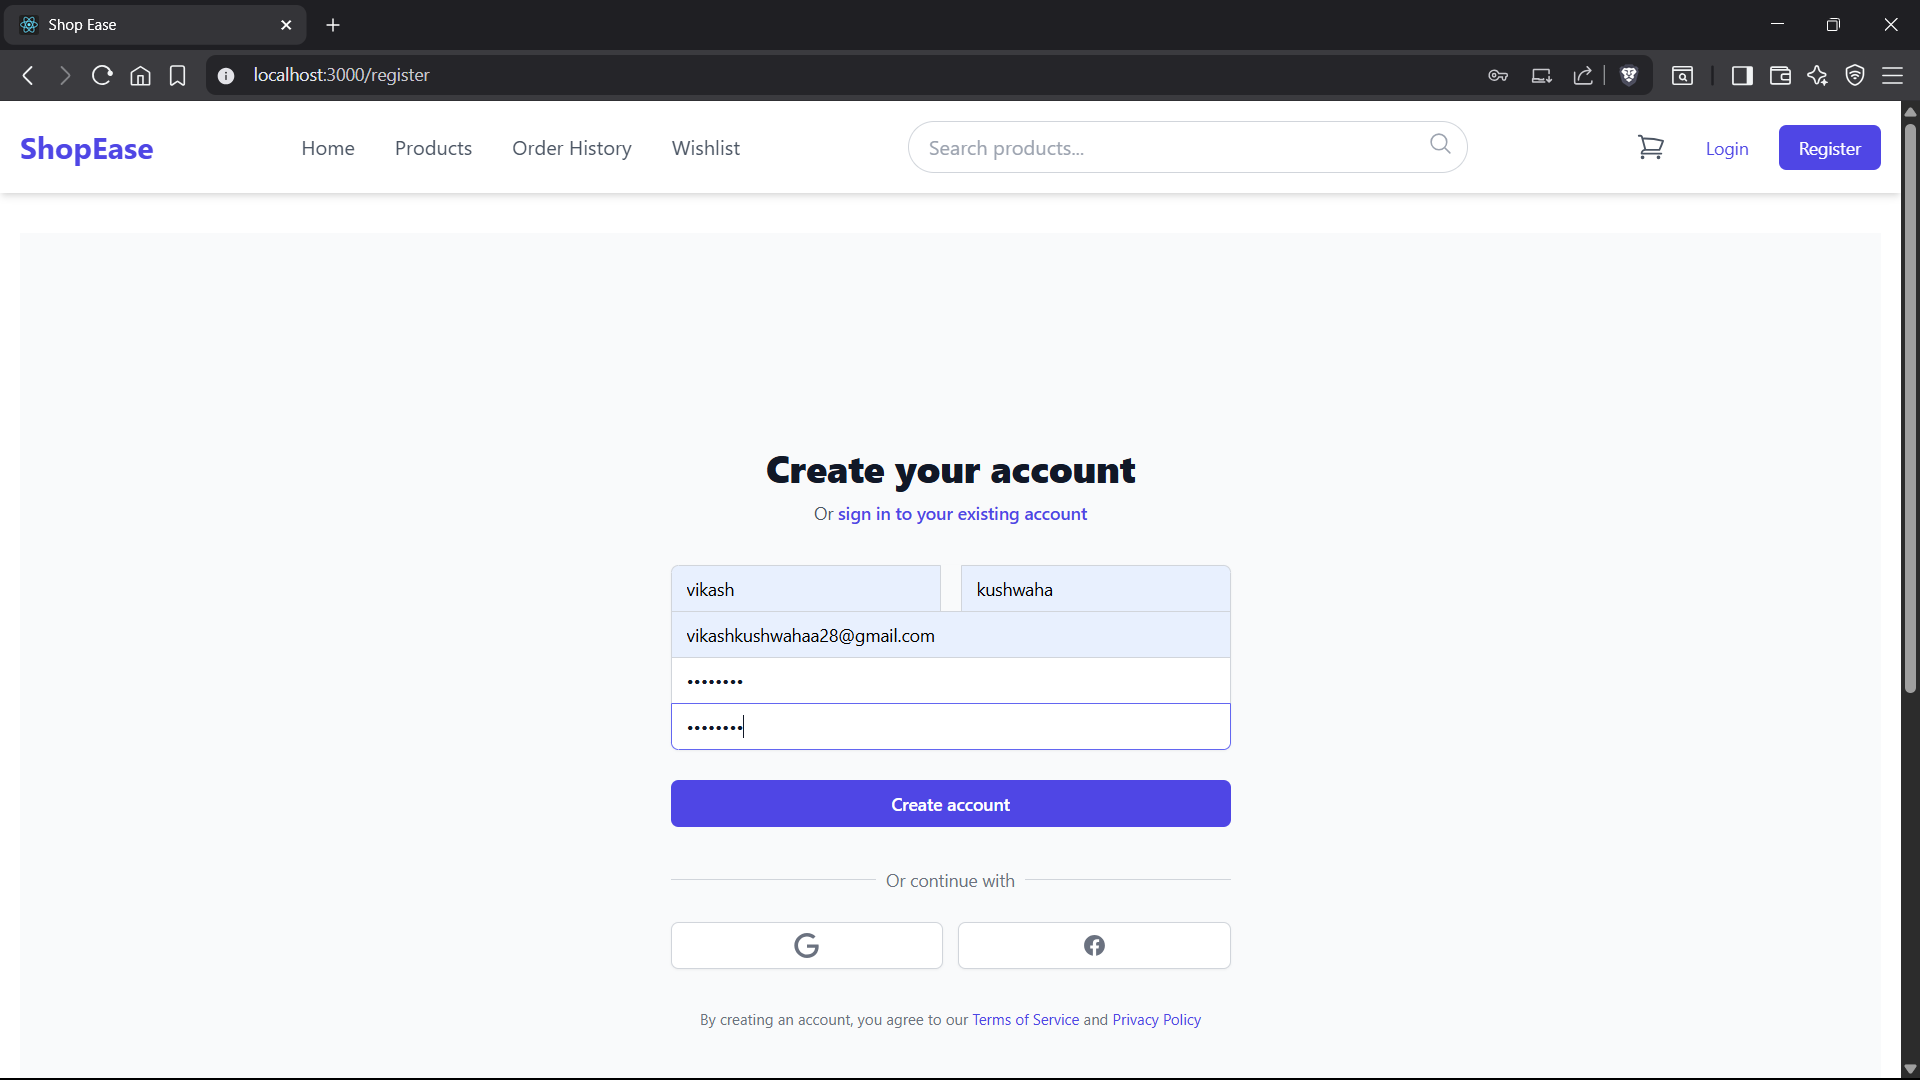 Shop Ease
localhost:3000/register
ShopEase
Home
Products
Order History
Wishlist
Search products...
Login
Register
Create your account
Or sign in to your existing account
vikash
kushwaha
vikashkushwahaa28@gmail.com
••••••••
••••••••
Create account
Or continue with
By creating an account, you agree to our Terms of Service and Privacy Policy